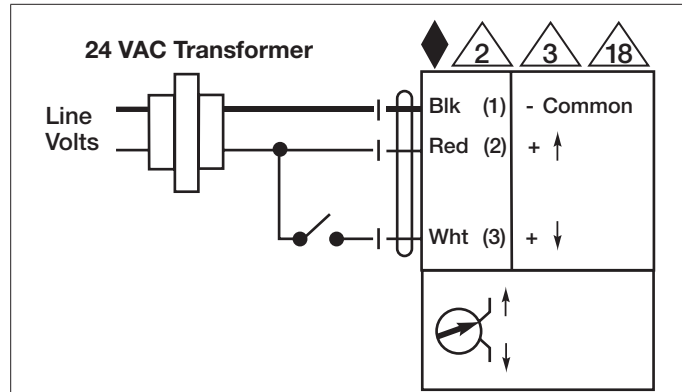 24 VAC Transformer
2
3
18
Line
Volts
Blk (1) - Common
Red (2) + ↑
Wht (3) + ↓